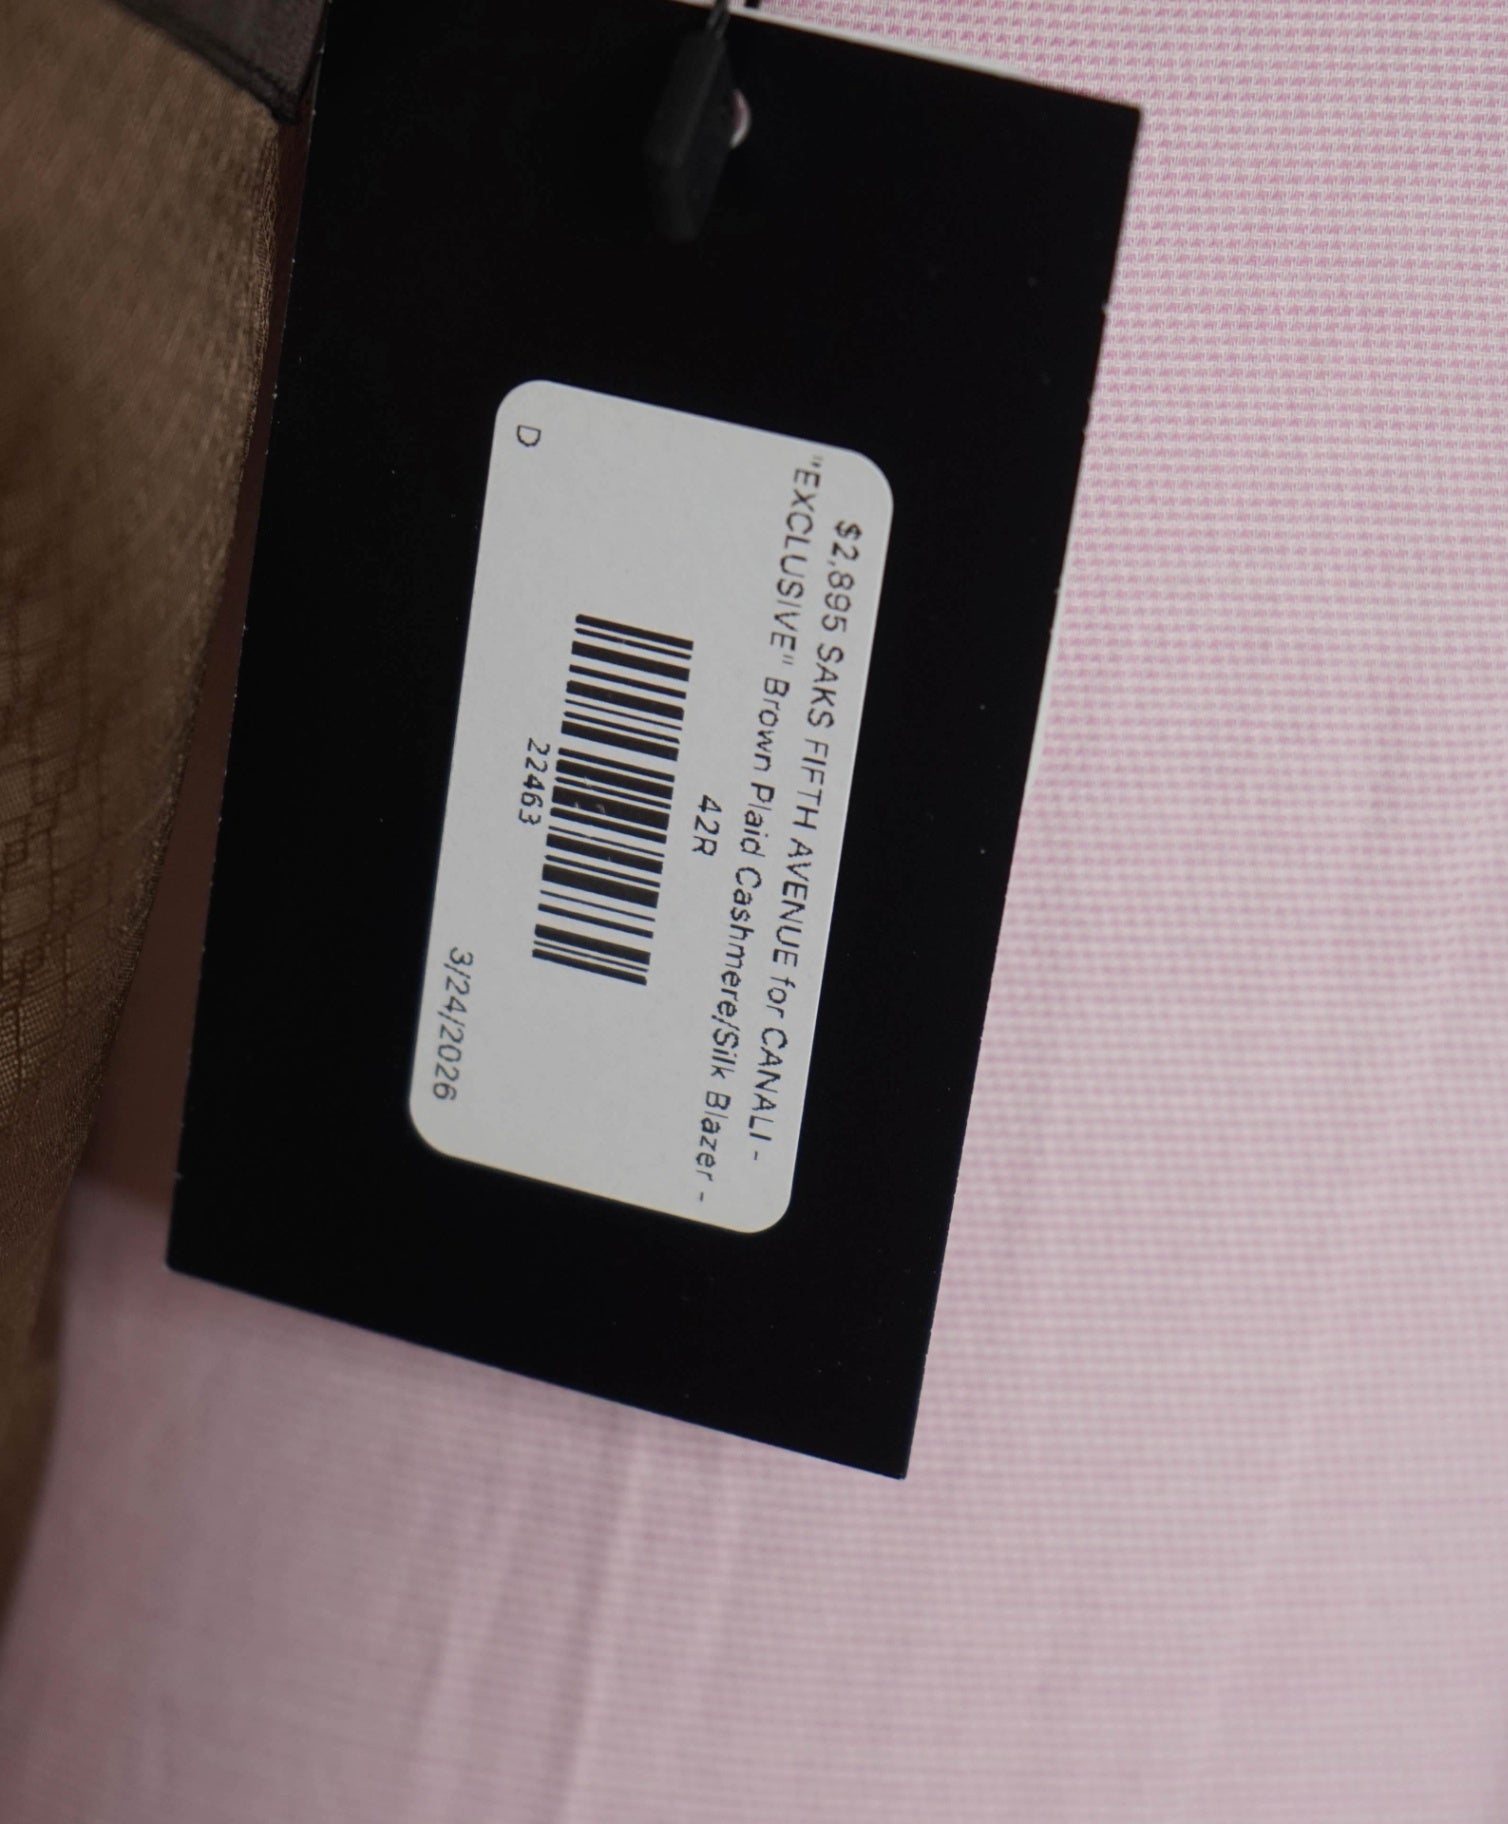 $2,895 SAKS FIFTH AVENUE for CANALI -
"EXCLUSIVE" Brown Plaid Cashmere/Silk Blazer -
42R
22463
D
3/24/2026